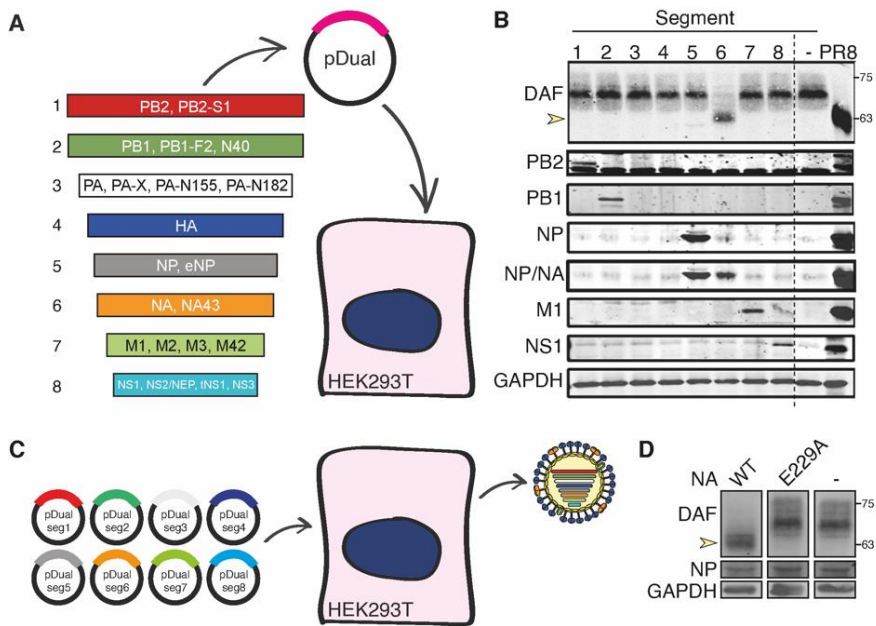 A
pDual
1 PB2, PB2-S1
2 PB1, PB1-F2, N40
3 PA, PA-X, PA-N155, PA-N182
4 HA
5 NP, eNP
6 NA, NA43
7 M1, M2, M3, M42
8 NS1, NS2/NEP, tNS1, NS3
HEK293T
B
Segment
1 2 3 4 5 6 7 8 - PR8
DAF
75
63
PB2
PB1
NP
NP/NA
M1
NS1
GAPDH
C
pDual seg1
pDual seg2
pDual seg3
pDual seg4
pDual seg5
pDual seg6
pDual seg7
pDual seg8
HEK293T
D
NA WT E229A -
DAF
75
63
NP
GAPDH